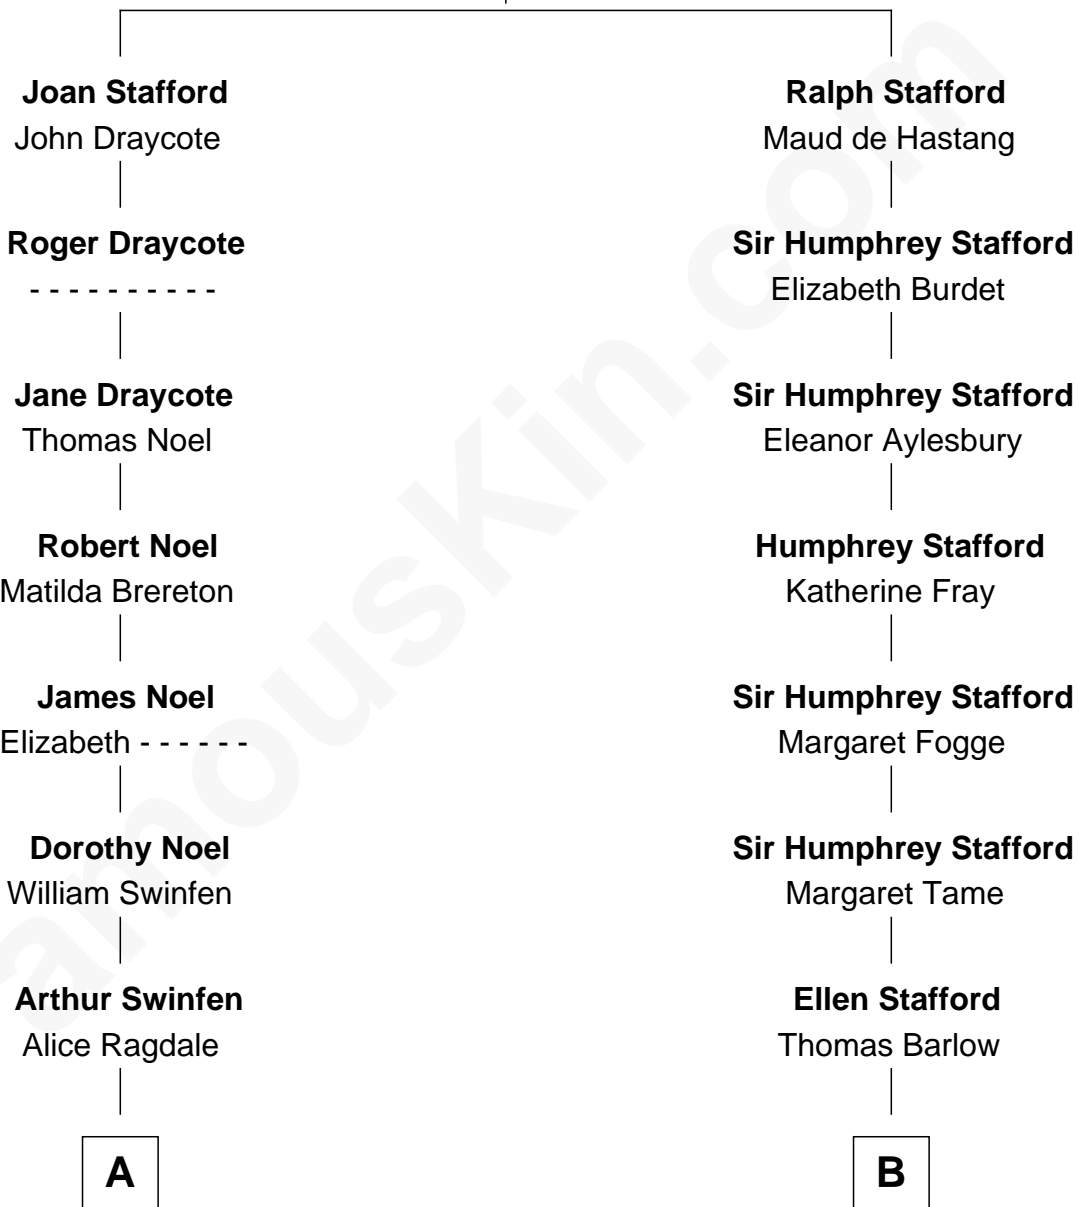 Joan Stafford
John Draycote
Roger Draycote
- - - - - - - - - -
Jane Draycote
Thomas Noel
Robert Noel
Matilda Brereton
James Noel
Elizabeth - - - - - -
Dorothy Noel
William Swinfen
Arthur Swinfen
Alice Ragdale
A
Ralph Stafford
Maud de Hastang
Sir Humphrey Stafford
Elizabeth Burdet
Sir Humphrey Stafford
Eleanor Aylesbury
Humphrey Stafford
Katherine Fray
Sir Humphrey Stafford
Margaret Fogge
Sir Humphrey Stafford
Margaret Tame
Ellen Stafford
Thomas Barlow
B
amousKin.com